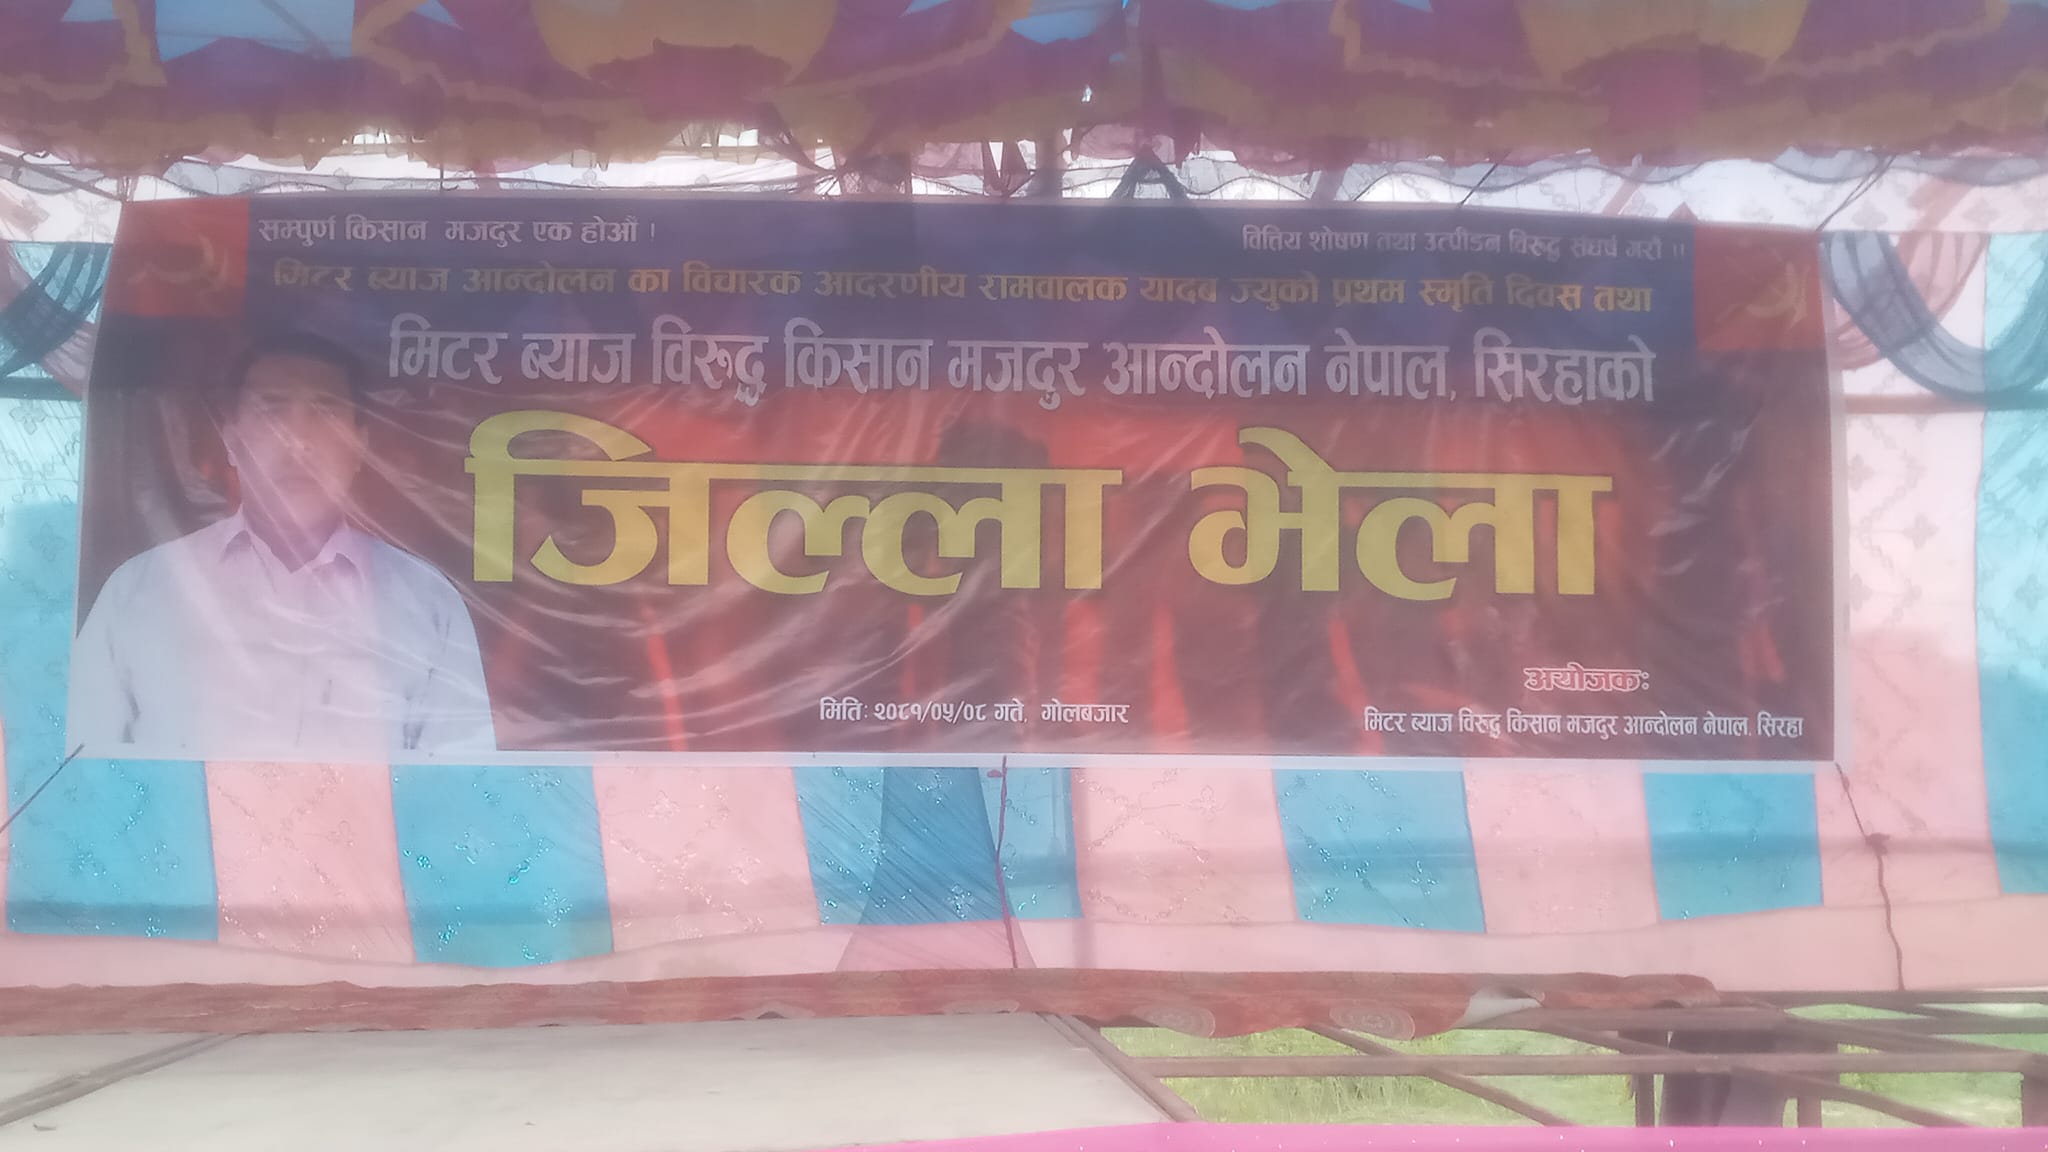 सम्पुर्ण किसान मजदुर एक होऔं !
वित्तिय शोषण तथा उत्पीडन विरूद्ध संघर्ष गरौं !!
मिटर ब्याज आन्दोलन का विचारक आदरणीय रामवालक यादब ज्युको प्रथम स्मृति दिवस तथा
मिटर ब्याज विरूद्ध किसान मजदुर आन्दोलन नेपाल, सिरहाको
जिल्ला भेला
मिति: २०८१/०५/०८ गते, गोलबजार
अयोजक:
मिटर ब्याज विरूद्ध किसान मजदुर आन्दोलन नेपाल, सिरहा